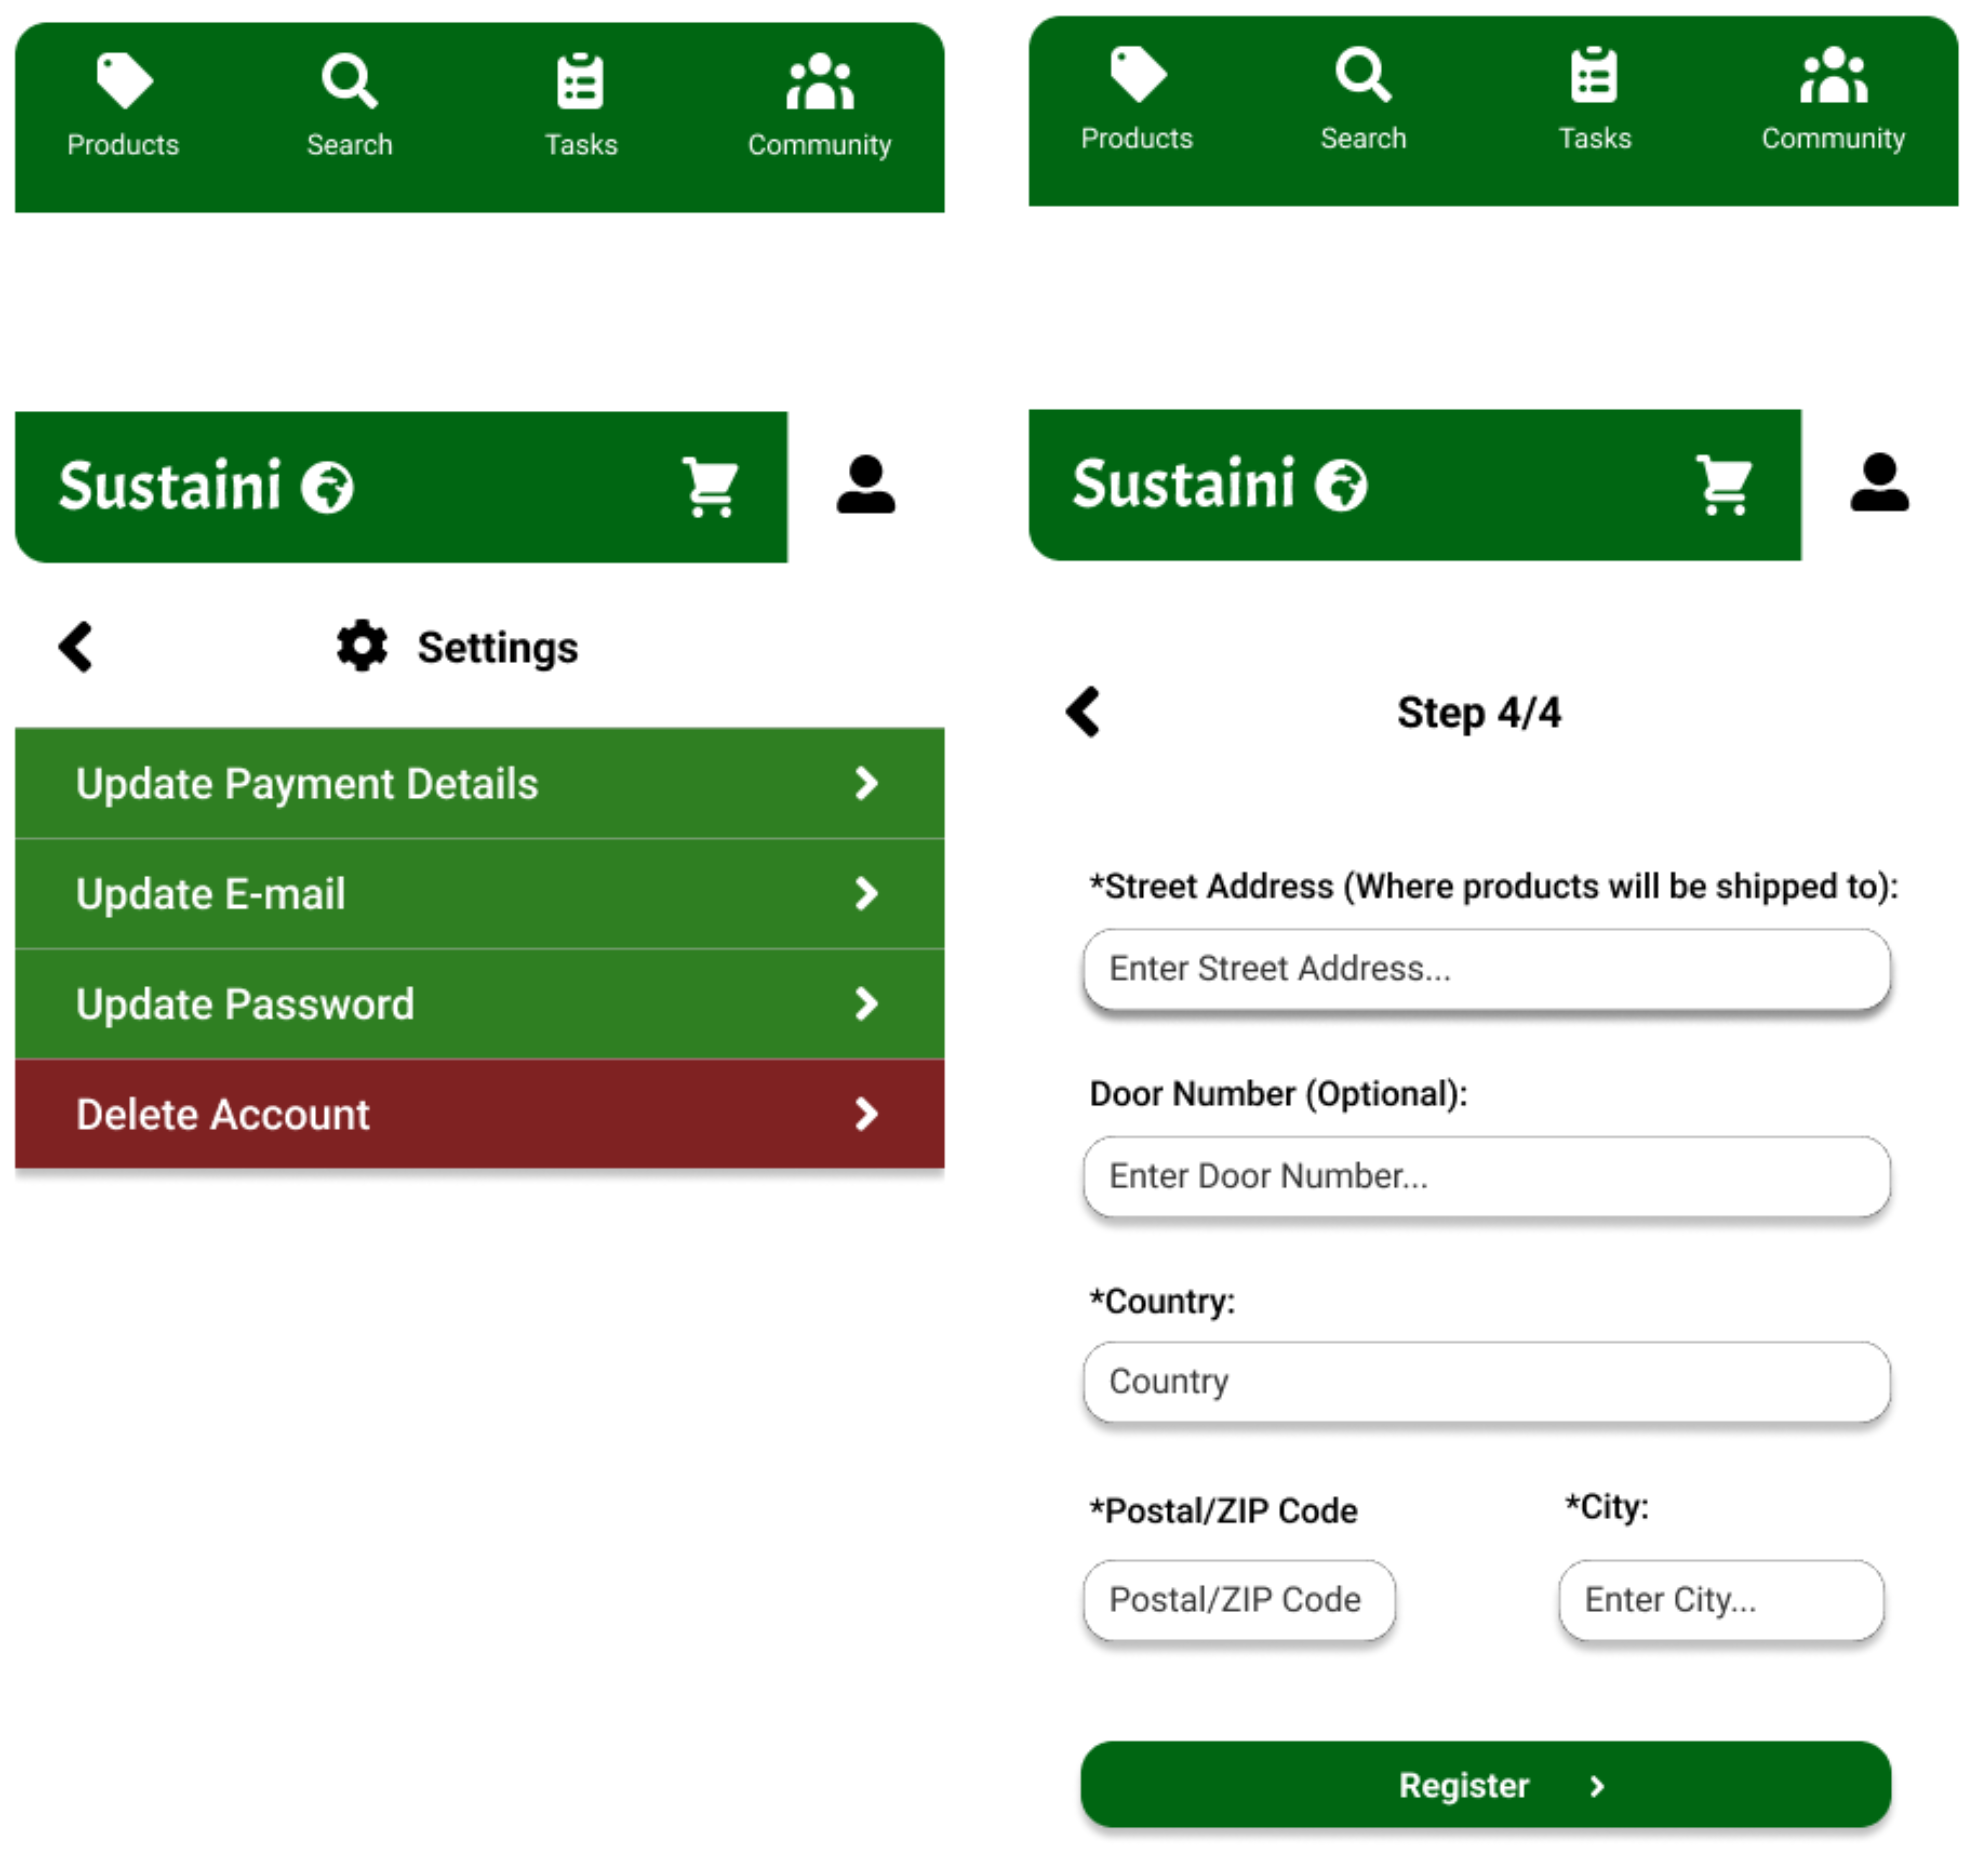 Products Search Tasks Community
Sustaini
Settings
Update Payment Details
Update E-mail
Update Password
Delete Account
Products Search Tasks Community
Sustaini
Step 4/4
*Street Address (Where products will be shipped to):
Enter Street Address...
Door Number (Optional):
Enter Door Number...
*Country:
Country
*Postal/ZIP Code *City:
Postal/ZIP Code Enter City...
Register